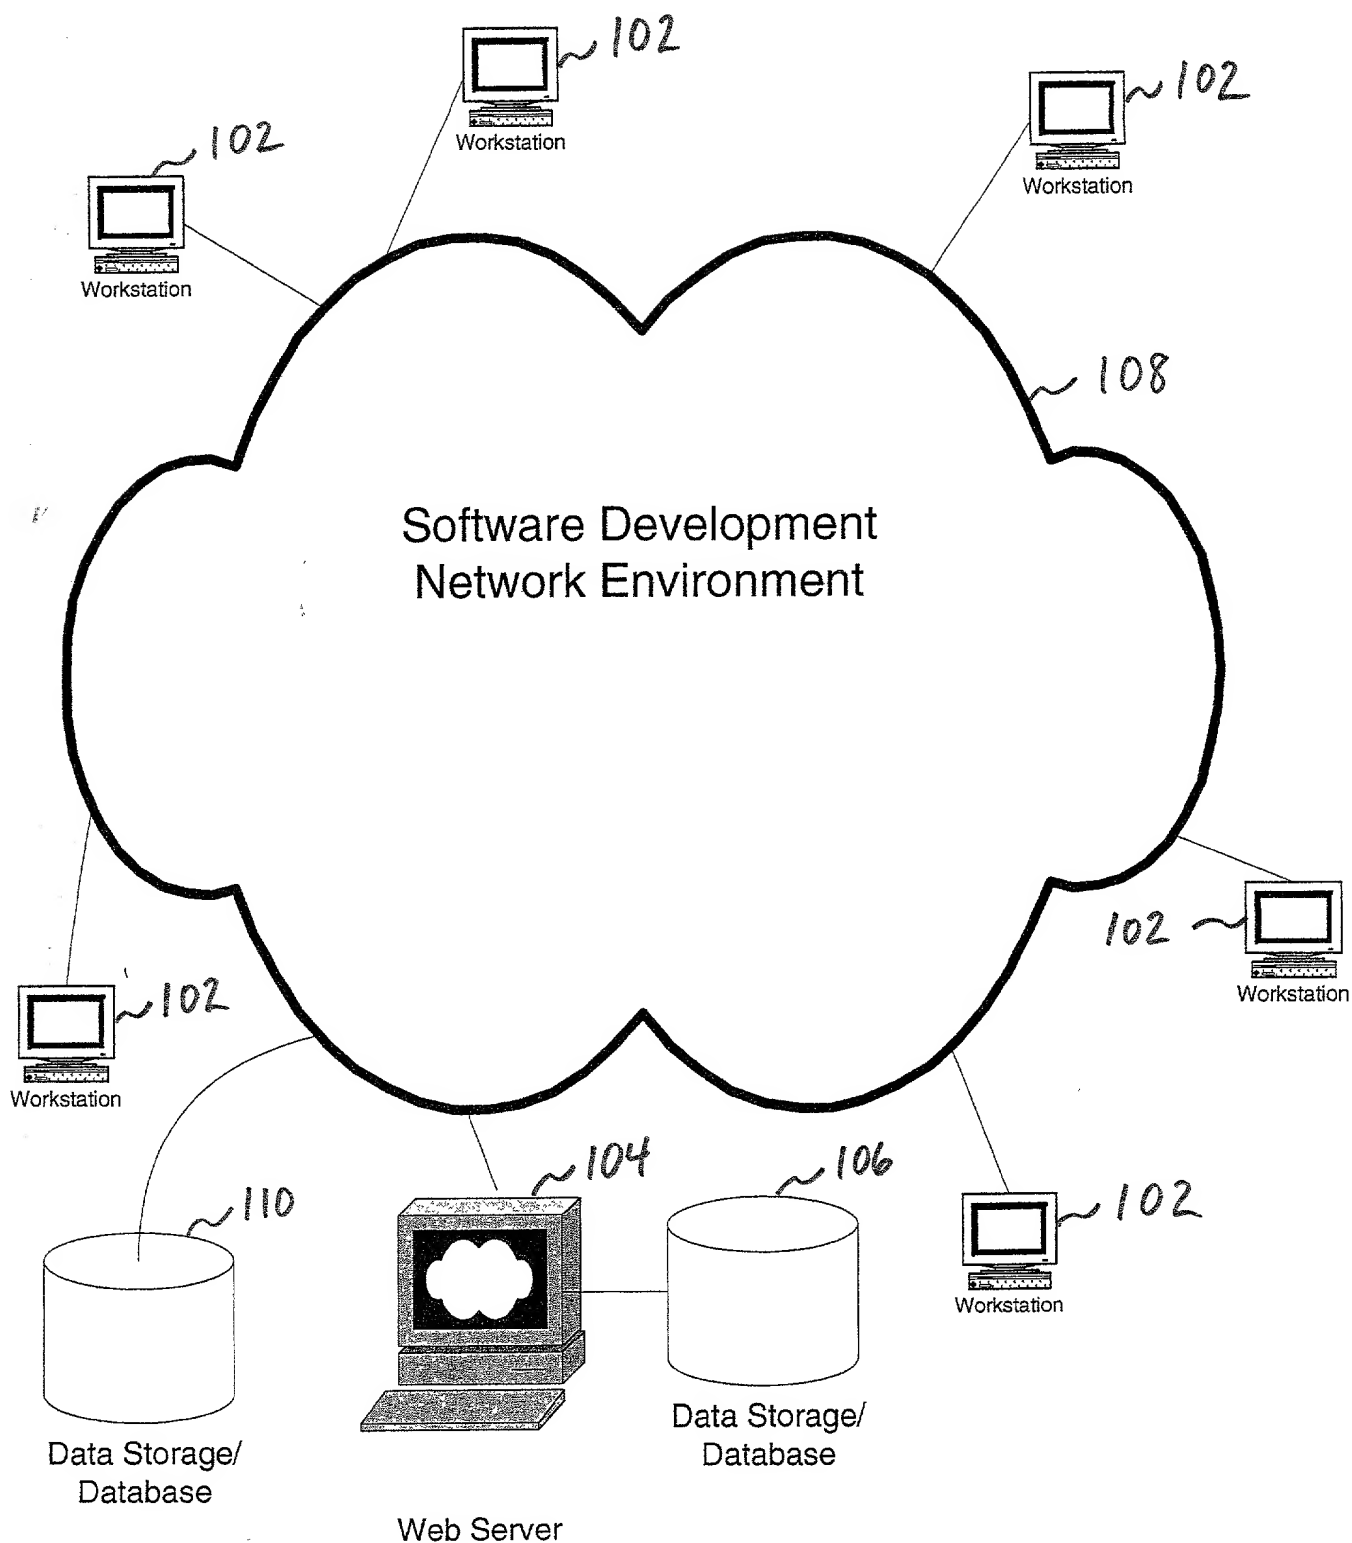 102
Workstation
102
Workstation
102
Workstation
108
Software Development
Network Environment
102
Workstation
102
Workstation
104
106
110
102
Workstation
Data Storage/
Database
Data Storage/
Database
Web Server